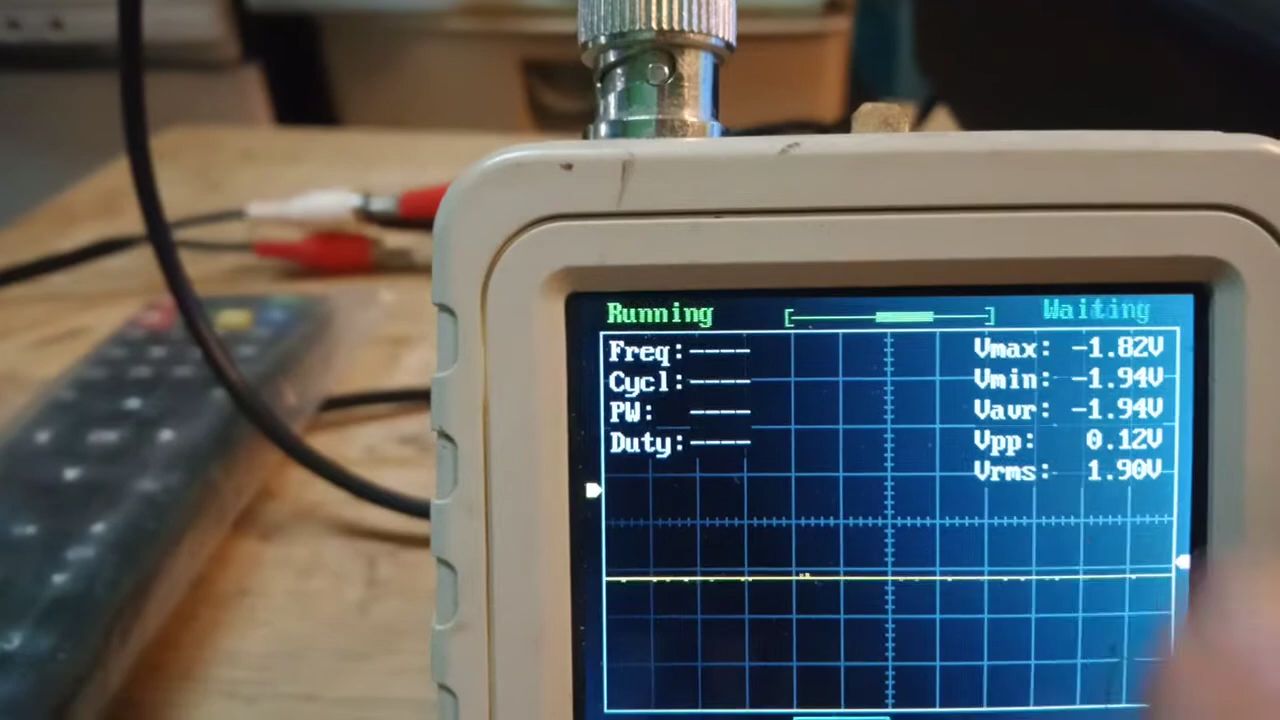 Running Waiting
Freq:---- Vmax: -1.82V
Cycl:---- Vmin: -1.94V
PW: ---- Vavr: -1.94V
Duty:---- Vpp: 0.12V
Vrms: 1.90V